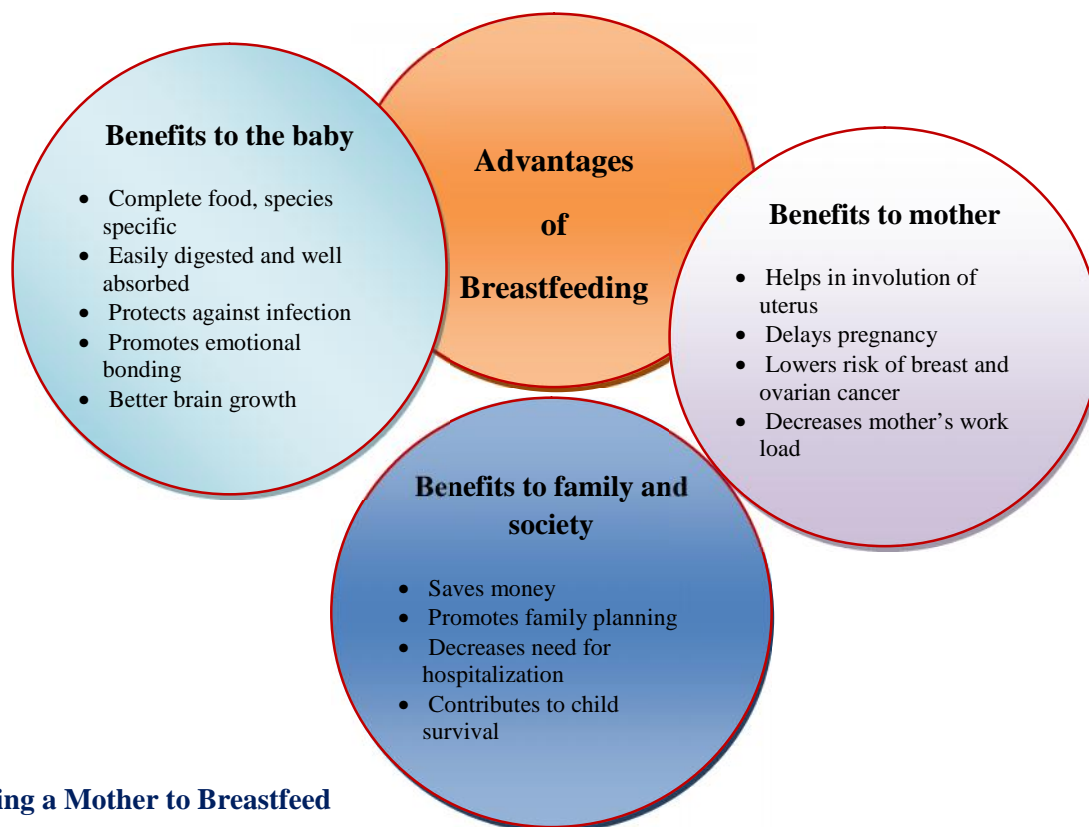 Benefits to the baby
• Complete food, species
specific
• Easily digested and well
absorbed
• Protects against infection
• Promotes emotional
bonding
• Better brain growth
Advantages
of
Breastfeeding
Benefits to mother
• Helps in involution of
uterus
• Delays pregnancy
• Lowers risk of breast and
ovarian cancer
• Decreases mother’s work
load
Benefits to family and
society
• Saves money
• Promotes family planning
• Decreases need for
hospitalization
• Contributes to child
survival
ing a Mother to Breastfeed